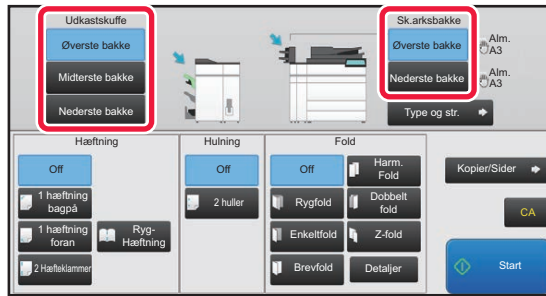 Udkastskuffe
Øverste bakke
Midterste bakke
Nederste bakke
Sk.arksbakke
Øverste bakke
Alm.
A3
Nederste bakke
Alm.
A3
Type og str.
Hæftning
Off
1 hæftning
bagpå
1 hæftning
foran
Ryg-
Hæftning
2 Hæfteklammer
Hulning
Off
2 huller
Fold
Off
Harm.
Fold
Rygfold
Dobbelt
fold
Enkeltfold
Z-fold
Brevfold
Detaljer
Kopier/Sider
CA
Start